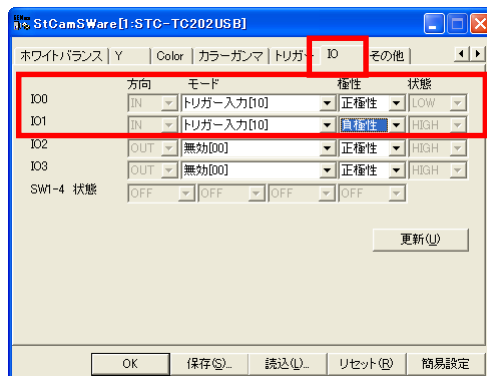 StCamSWare[1:STC-TC202USB]
ホワイトバランス Y Color カラーガンマ トリガー IO その他
方向 モード 極性 状態
IO0 IN トリガー入力[10] 正極性 LOW
IO1 IN トリガー入力[10] 負極性 HIGH
IO2 OUT 無効[00] 正極性 HIGH
IO3 OUT 無効[00] 正極性 HIGH
SW1-4 状態 OFF OFF OFF OFF
更新(U)
OK 保存(S)... 読込(L)... リセット(R) 簡易設定